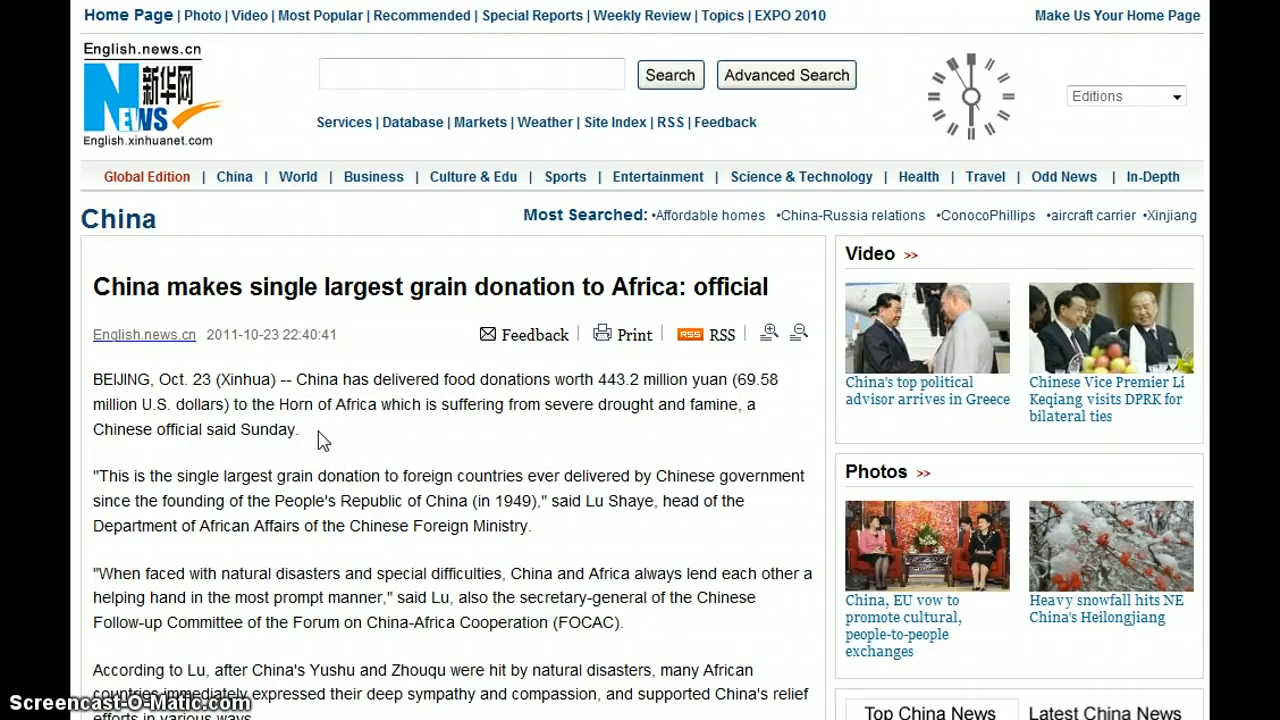 Home Page | Photo | Video | Most Popular | Recommended | Special Reports | Weekly Review | Topics | EXPO 2010
Make Us Your Home Page
English.news.cn
新华网
NEWS
English.xinhuanet.com
Search
Advanced Search
Editions
Services | Database | Markets | Weather | Site Index | RSS | Feedback
Global Edition | China | World | Business | Culture & Edu | Sports | Entertainment | Science & Technology | Health | Travel | Odd News | In-Depth
China
Most Searched: •Affordable homes •China-Russia relations •ConocoPhillips •aircraft carrier •Xinjiang
China makes single largest grain donation to Africa: official
English.news.cn 2011-10-23 22:40:41
Feedback | Print | RSS RSS |
BEIJING, Oct. 23 (Xinhua) -- China has delivered food donations worth 443.2 million yuan (69.58
million U.S. dollars) to the Horn of Africa which is suffering from severe drought and famine, a
Chinese official said Sunday.
"This is the single largest grain donation to foreign countries ever delivered by Chinese government
since the founding of the People's Republic of China (in 1949)," said Lu Shaye, head of the
Department of African Affairs of the Chinese Foreign Ministry.
"When faced with natural disasters and special difficulties, China and Africa always lend each other a
helping hand in the most prompt manner," said Lu, also the secretary-general of the Chinese
Follow-up Committee of the Forum on China-Africa Cooperation (FOCAC).
According to Lu, after China's Yushu and Zhouqu were hit by natural disasters, many African
countries immediately expressed their deep sympathy and compassion, and supported China's relief
efforts in various ways
Video >>
China's top political
advisor arrives in Greece
Chinese Vice Premier Li
Keqiang visits DPRK for
bilateral ties
Photos >>
China, EU vow to
promote cultural,
people-to-people
exchanges
Heavy snowfall hits NE
China's Heilongjiang
Top China News
Latest China News
Screencast-O-Matic.com